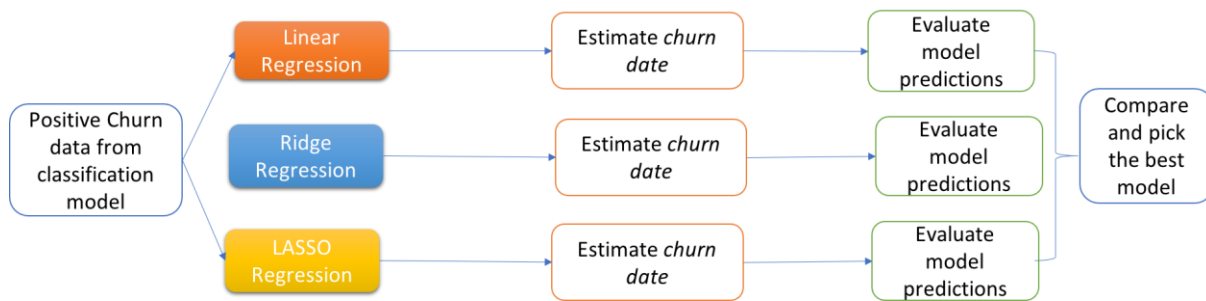 Positive Churn
data from
classification
model
Linear
Regression
Estimate churn
date
Evaluate
model
predictions
Ridge
Regression
Estimate churn
date
Evaluate
model
predictions
LASSO
Regression
Estimate churn
date
Evaluate
model
predictions
Compare
and pick
the best
model